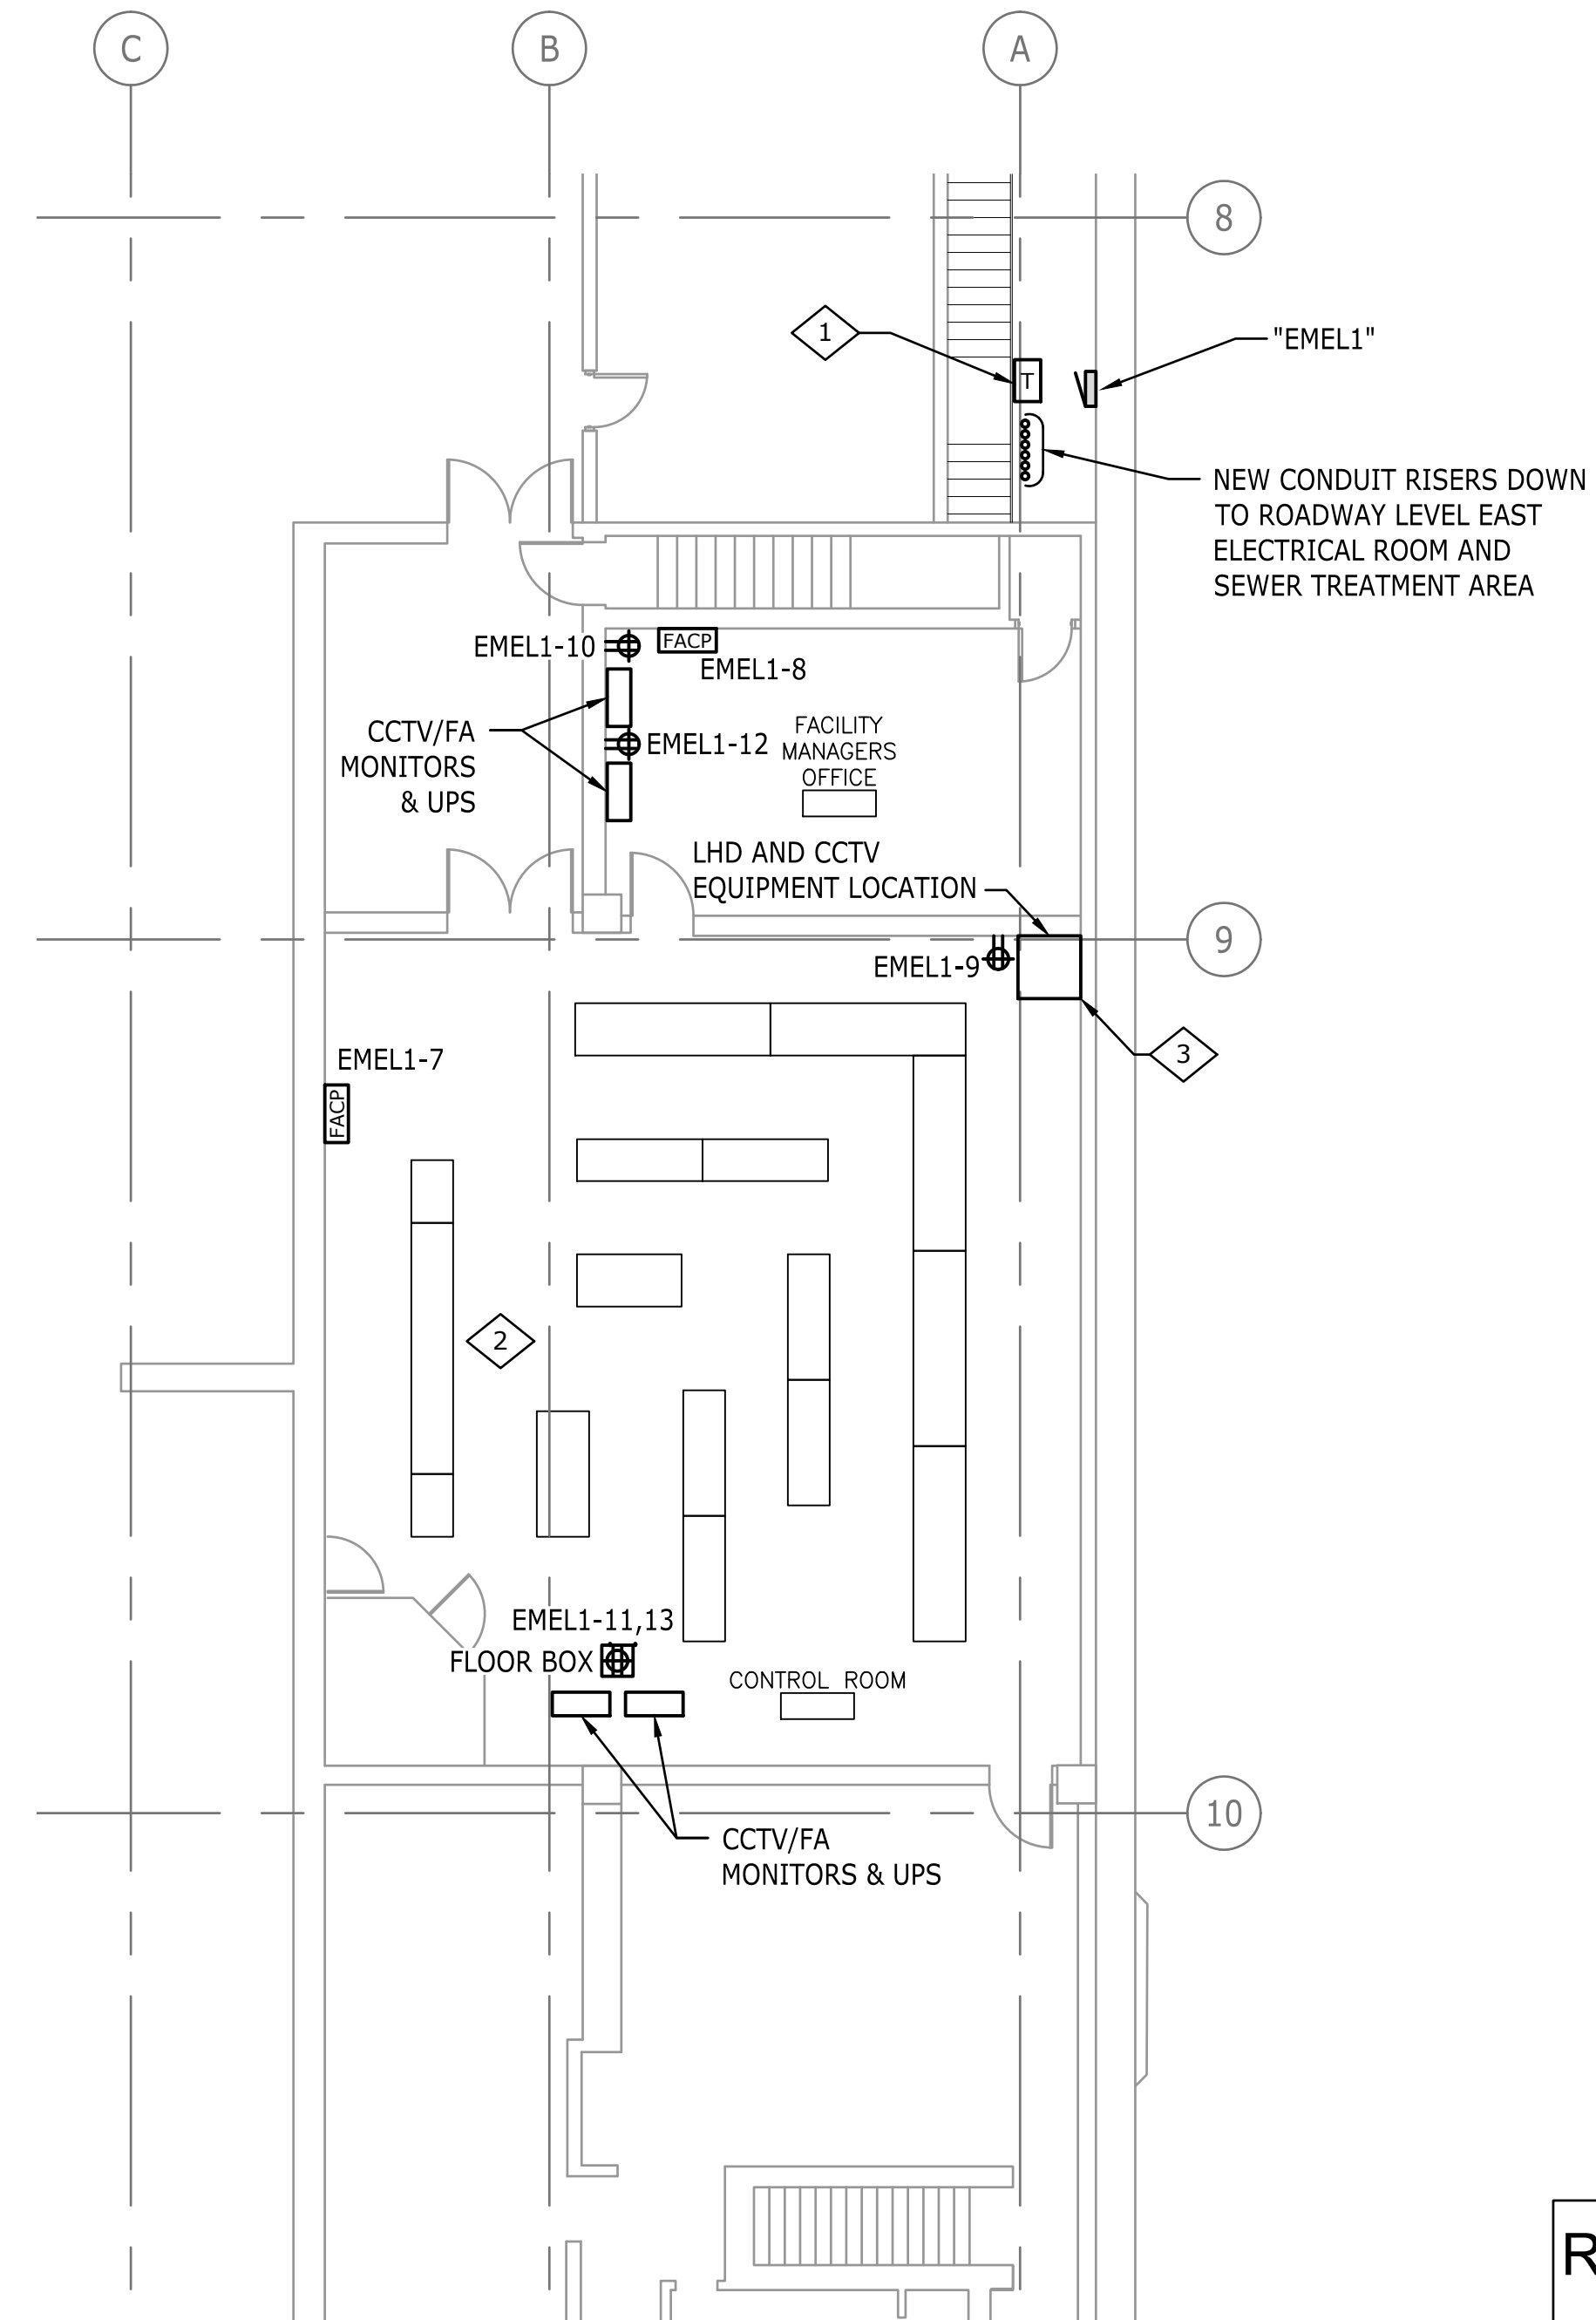 C
B
A
8
1
"EMEL1"
T
NEW CONDUIT RISERS DOWN
TO ROADWAY LEVEL EAST
ELECTRICAL ROOM AND
SEWER TREATMENT AREA
EMEL1-10
FACP
EMEL1-8
CCTV/FA
MONITORS
& UPS
EMEL1-12
FACILITY
MANAGERS
OFFICE
LHD AND CCTV
EQUIPMENT LOCATION
9
EMEL1-9
3
EMEL1-7
FACP
2
EMEL1-11,13
FLOOR BOX
CONTROL ROOM
10
CCTV/FA
MONITORS & UPS
R